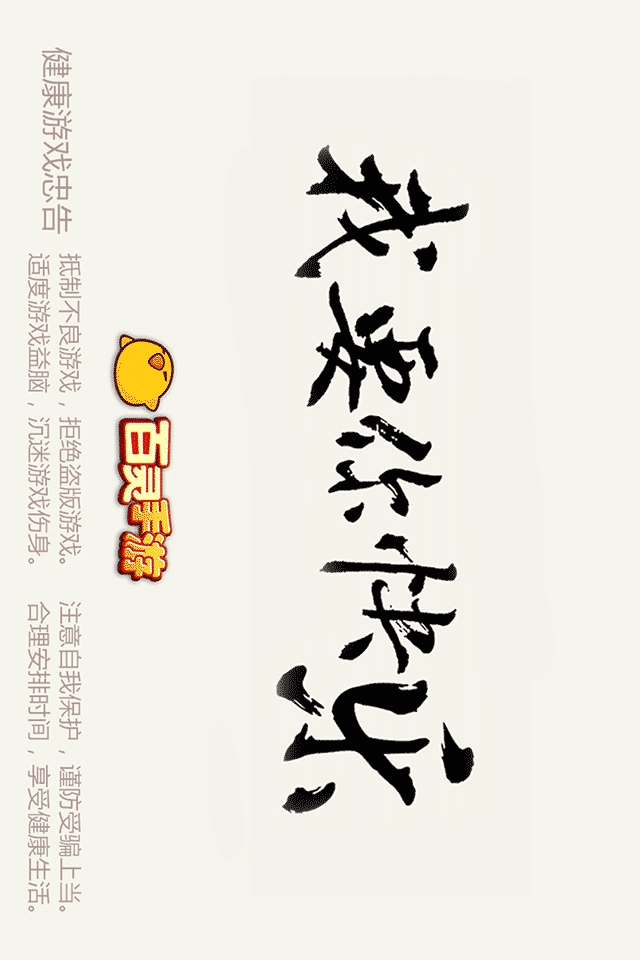 我要你快乐
百灵手游
健康游戏忠告
抵制不良游戏，拒绝盗版游戏。 注意自我保护，谨防受骗上当。
适度游戏益脑，沉迷游戏伤身。 合理安排时间，享受健康生活。